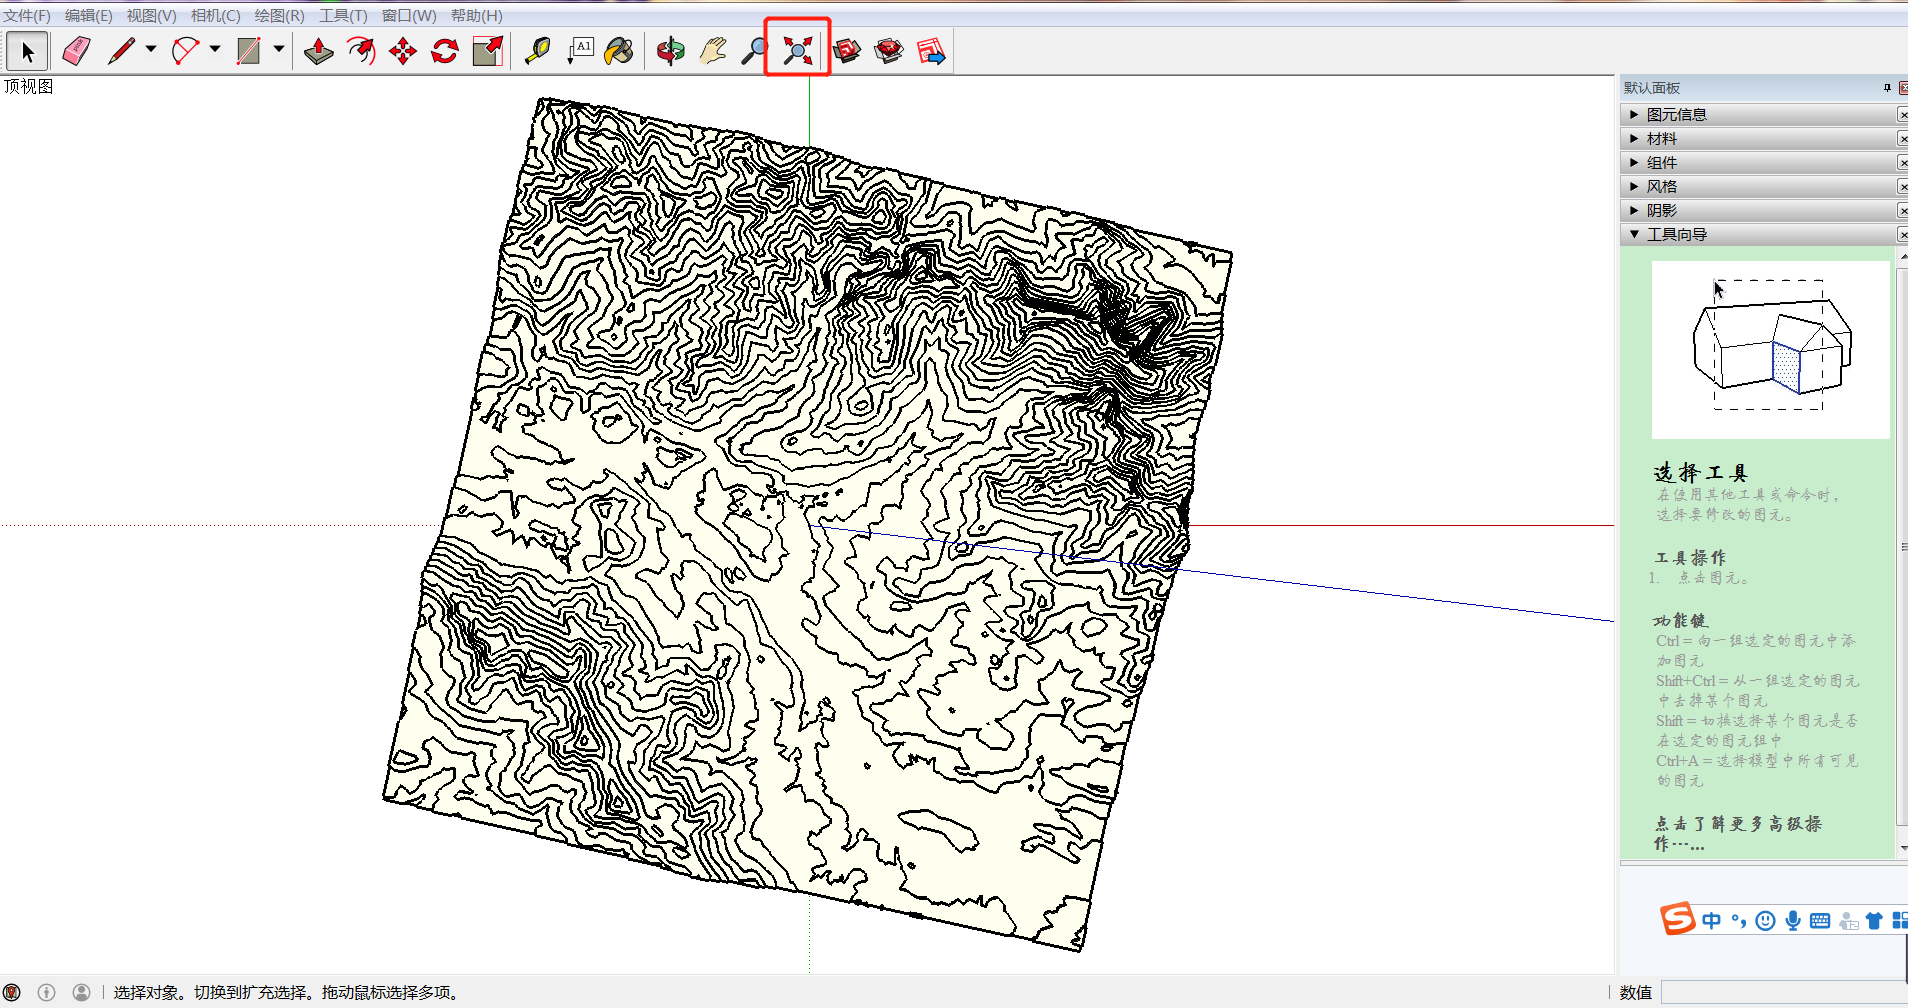 文件(F) 编辑(E) 视图(V) 相机(C) 绘图(R) 工具(T) 窗口(W) 帮助(H)
A1
顶视图
默认面板
图元信息
材料
组件
风格
阴影
工具向导
选择工具
在使用其他工具或命令时，
选择要修改的图元。
工具操作
1. 点击图元。
功能键
Ctrl = 向一组选定的图元中添
加图元
Shift+Ctrl = 从一组选定的图元
中去掉某个图元
Shift = 切换选择某个图元是否
在选定的图元组中
Ctrl+A = 选择模型中所有可见
的图元
点击了解更多高级操
作……
S 中 °,
选择对象。切换到扩充选择。拖动鼠标选择多项。
数值